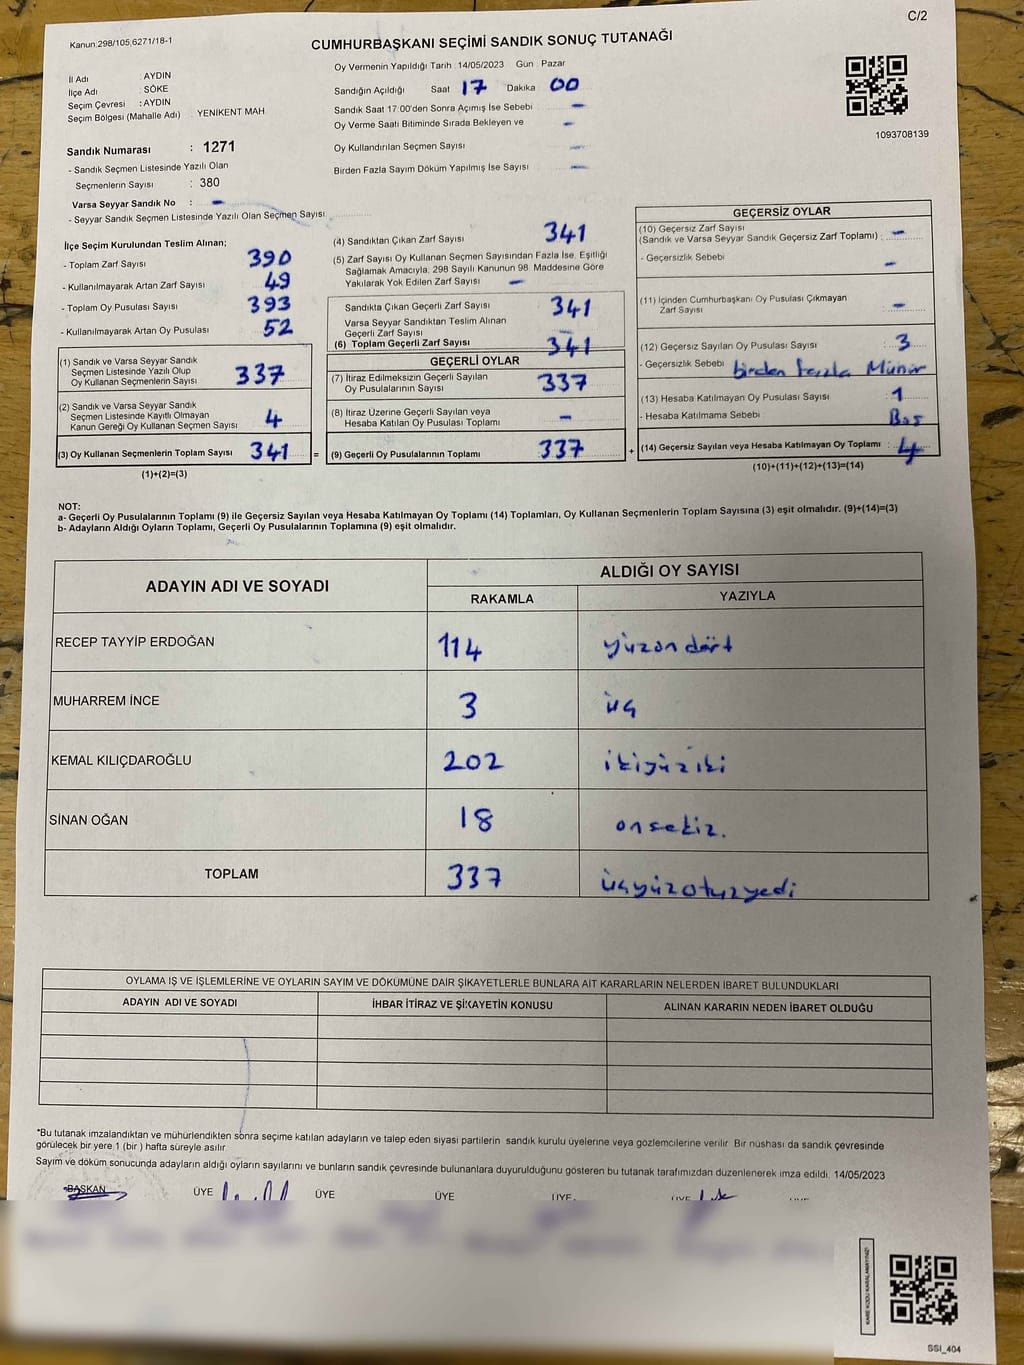 C/2
Kanun:298/105,6271/18-1
CUMHURBAŞKANI SEÇİMİ SANDIK SONUÇ TUTANAĞI
Oy Vermenin Yapıldığı Tarih :14/05/2023 Gün : Pazar
İl Adı : AYDIN
İlçe Adı : SÖKE
Seçim Çevresi : AYDIN
Seçim Bölgesi (Mahalle Adı) : YENİKENT MAH
Sandığın Açıldığı Saat 17 Dakika 00
Sandık Saat 17:00'den Sonra Açımış İse Sebebi -
Oy Verme Saati Bitiminde Sırada Bekleyen ve -
Oy Kullandırılan Seçmen Sayısı -
Birden Fazla Sayım Döküm Yapılmış İse Sayısı -
1093708139
Sandık Numarası : 1271
- Sandık Seçmen Listesinde Yazılı Olan
Seçmenlerin Sayısı : 380
Varsa Seyyar Sandık No : -
- Seyyar Sandık Seçmen Listesinde Yazılı Olan Seçmen Sayısı
İlçe Seçim Kurulundan Teslim Alınan;
- Toplam Zarf Sayısı 390
- Kullanılmayarak Artan Zarf Sayısı 49
- Toplam Oy Pusulası Sayısı 393
- Kullanılmayarak Artan Oy Pusulası 52
(1) Sandık ve Varsa Seyyar Sandık
Seçmen Listesinde Yazılı Olup
Oy Kullanan Seçmenlerin Sayısı 337
(2) Sandık ve Varsa Seyyar Sandık
Seçmen Listesinde Kayıtlı Olmayan
Kanun Gereği Oy Kullanan Seçmen Sayısı 4
(3) Oy Kullanan Seçmenlerin Toplam Sayısı 341 =
(1)+(2)=(3)
(4) Sandıktan Çıkan Zarf Sayısı 341
(5) Zarf Sayısı Oy Kullanan Seçmen Sayısından Fazla İse, Eşitliği
Sağlamak Amacıyla; 298 Sayılı Kanunun 98. Maddesine Göre
Yakılarak Yok Edilen Zarf Sayısı -
Sandıkta Çıkan Geçerli Zarf Sayısı 341
Varsa Seyyar Sandıktan Teslim Alınan
Geçerli Zarf Sayısı -
(6) Toplam Geçerli Zarf Sayısı 341
GEÇERLİ OYLAR
(7) İtiraz Edilmeksizin Geçerli Sayılan
Oy Pusulalarının Sayısı 337
(8) İtiraz Üzerine Geçerli Sayılan veya
Hesaba Katılan Oy Pusulası Toplamı -
(9) Geçerli Oy Pusulalarının Toplamı 337 +
GEÇERSİZ OYLAR
(10) Geçersiz Zarf Sayısı
(Sandık ve Varsa Seyyar Sandık Geçersiz Zarf Toplamı) : -
- Geçersizlik Sebebi -
(11) İçinden Cumhurbaşkanı Oy Pusulası Çıkmayan
Zarf Sayısı -
(12) Geçersiz Sayılan Oy Pusulası Sayısı : 3
- Geçersizlik Sebebi birden fazla Mühür
(13) Hesaba Katılmayan Oy Pusulası Sayısı : 1
- Hesaba Katılmama Sebebi Boş
(14) Geçersiz Sayılan veya Hesaba Katılmayan Oy Toplamı : 4
(10)+(11)+(12)+(13)=(14)
NOT:
a- Geçerli Oy Pusulalarının Toplamı (9) ile Geçersiz Sayılan veya Hesaba Katılmayan Oy Toplamı (14) Toplamları, Oy Kullanan Seçmenlerin Toplam Sayısına (3) eşit olmalıdır. (9)+(14)=(3)
b- Adayların Aldığı Oyların Toplamı, Geçerli Oy Pusulalarının Toplamına (9) eşit olmalıdır.
ADAYIN ADI VE SOYADI ALDIĞI OY SAYISI
RAKAMLA YAZIYLA
RECEP TAYYİP ERDOĞAN 114 yüzondört
MUHARREM İNCE 3 üç
KEMAL KILIÇDAROĞLU 202 ikiyüziki
SİNAN OĞAN 18 onsekiz.
TOPLAM 337 üçyüzotuzyedi
OYLAMA İŞ VE İŞLEMLERİNE VE OYLARIN SAYIM VE DÖKÜMÜNE DAİR ŞİKAYETLERLE BUNLARA AİT KARARLARIN NELERDEN İBARET BULUNDUKLARI
ADAYIN ADI VE SOYADI İHBAR İTİRAZ VE ŞİKAYETİN KONUSU ALINAN KARARIN NEDEN İBARET OLDUĞU
*Bu tutanak imzalandıktan ve mühürlendikten sonra seçime katılan adayların ve talep eden siyasi partilerin sandık kurulu üyelerine veya gözlemcilerine verilir. Bir nüshası da sandık çevresinde
görülecek bir yere 1 (bir ) hafta süreyle asılır.
Sayım ve döküm sonucunda adayların aldığı oyların sayılarını ve bunların sandık çevresinde bulunanlara duyurulduğunu gösteren bu tutanak tarafımızdan düzenlenerek imza edildi. 14/05/2023
BAŞKAN ÜYE ÜYE ÜYE ÜYE ÜYE
KARE KODU KARALAMAYINIZ!
SSI_404